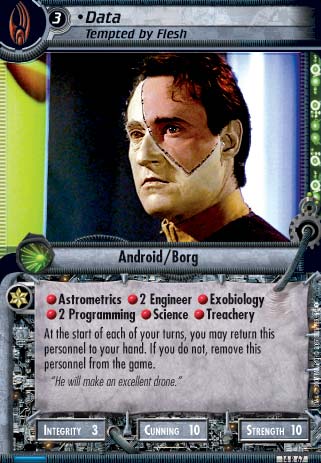 3
•Data
Tempted by Flesh
Android/Borg
•Astrometrics •2 Engineer •Exobiology
•2 Programming •Science •Treachery
At the start of each of your turns, you may return this
personnel to your hand. If you do not, remove this
personnel from the game.
"He will make an excellent drone."
INTEGRITY 3 CUNNING 10 STRENGTH 10